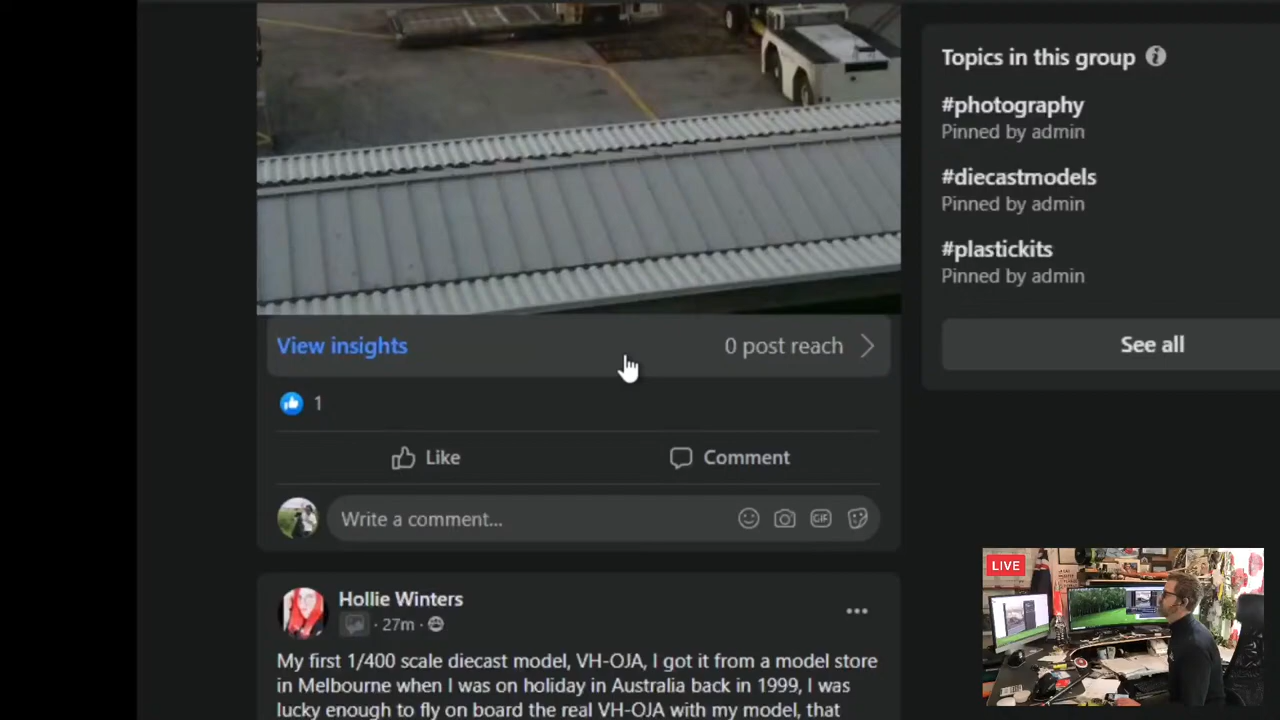 Topics in this group
#photography
Pinned by admin
#diecastmodels
Pinned by admin
#plastickits
Pinned by admin
See all
View insights
0 post reach
1
Like
Comment
Write a comment...
GIF
Hollie Winters
· 27m ·
My first 1/400 scale diecast model, VH-OJA, I got it from a model store
in Melbourne when I was on holiday in Australia back in 1999, I was
lucky enough to fly on board the real VH-OJA with my model, that
LIVE